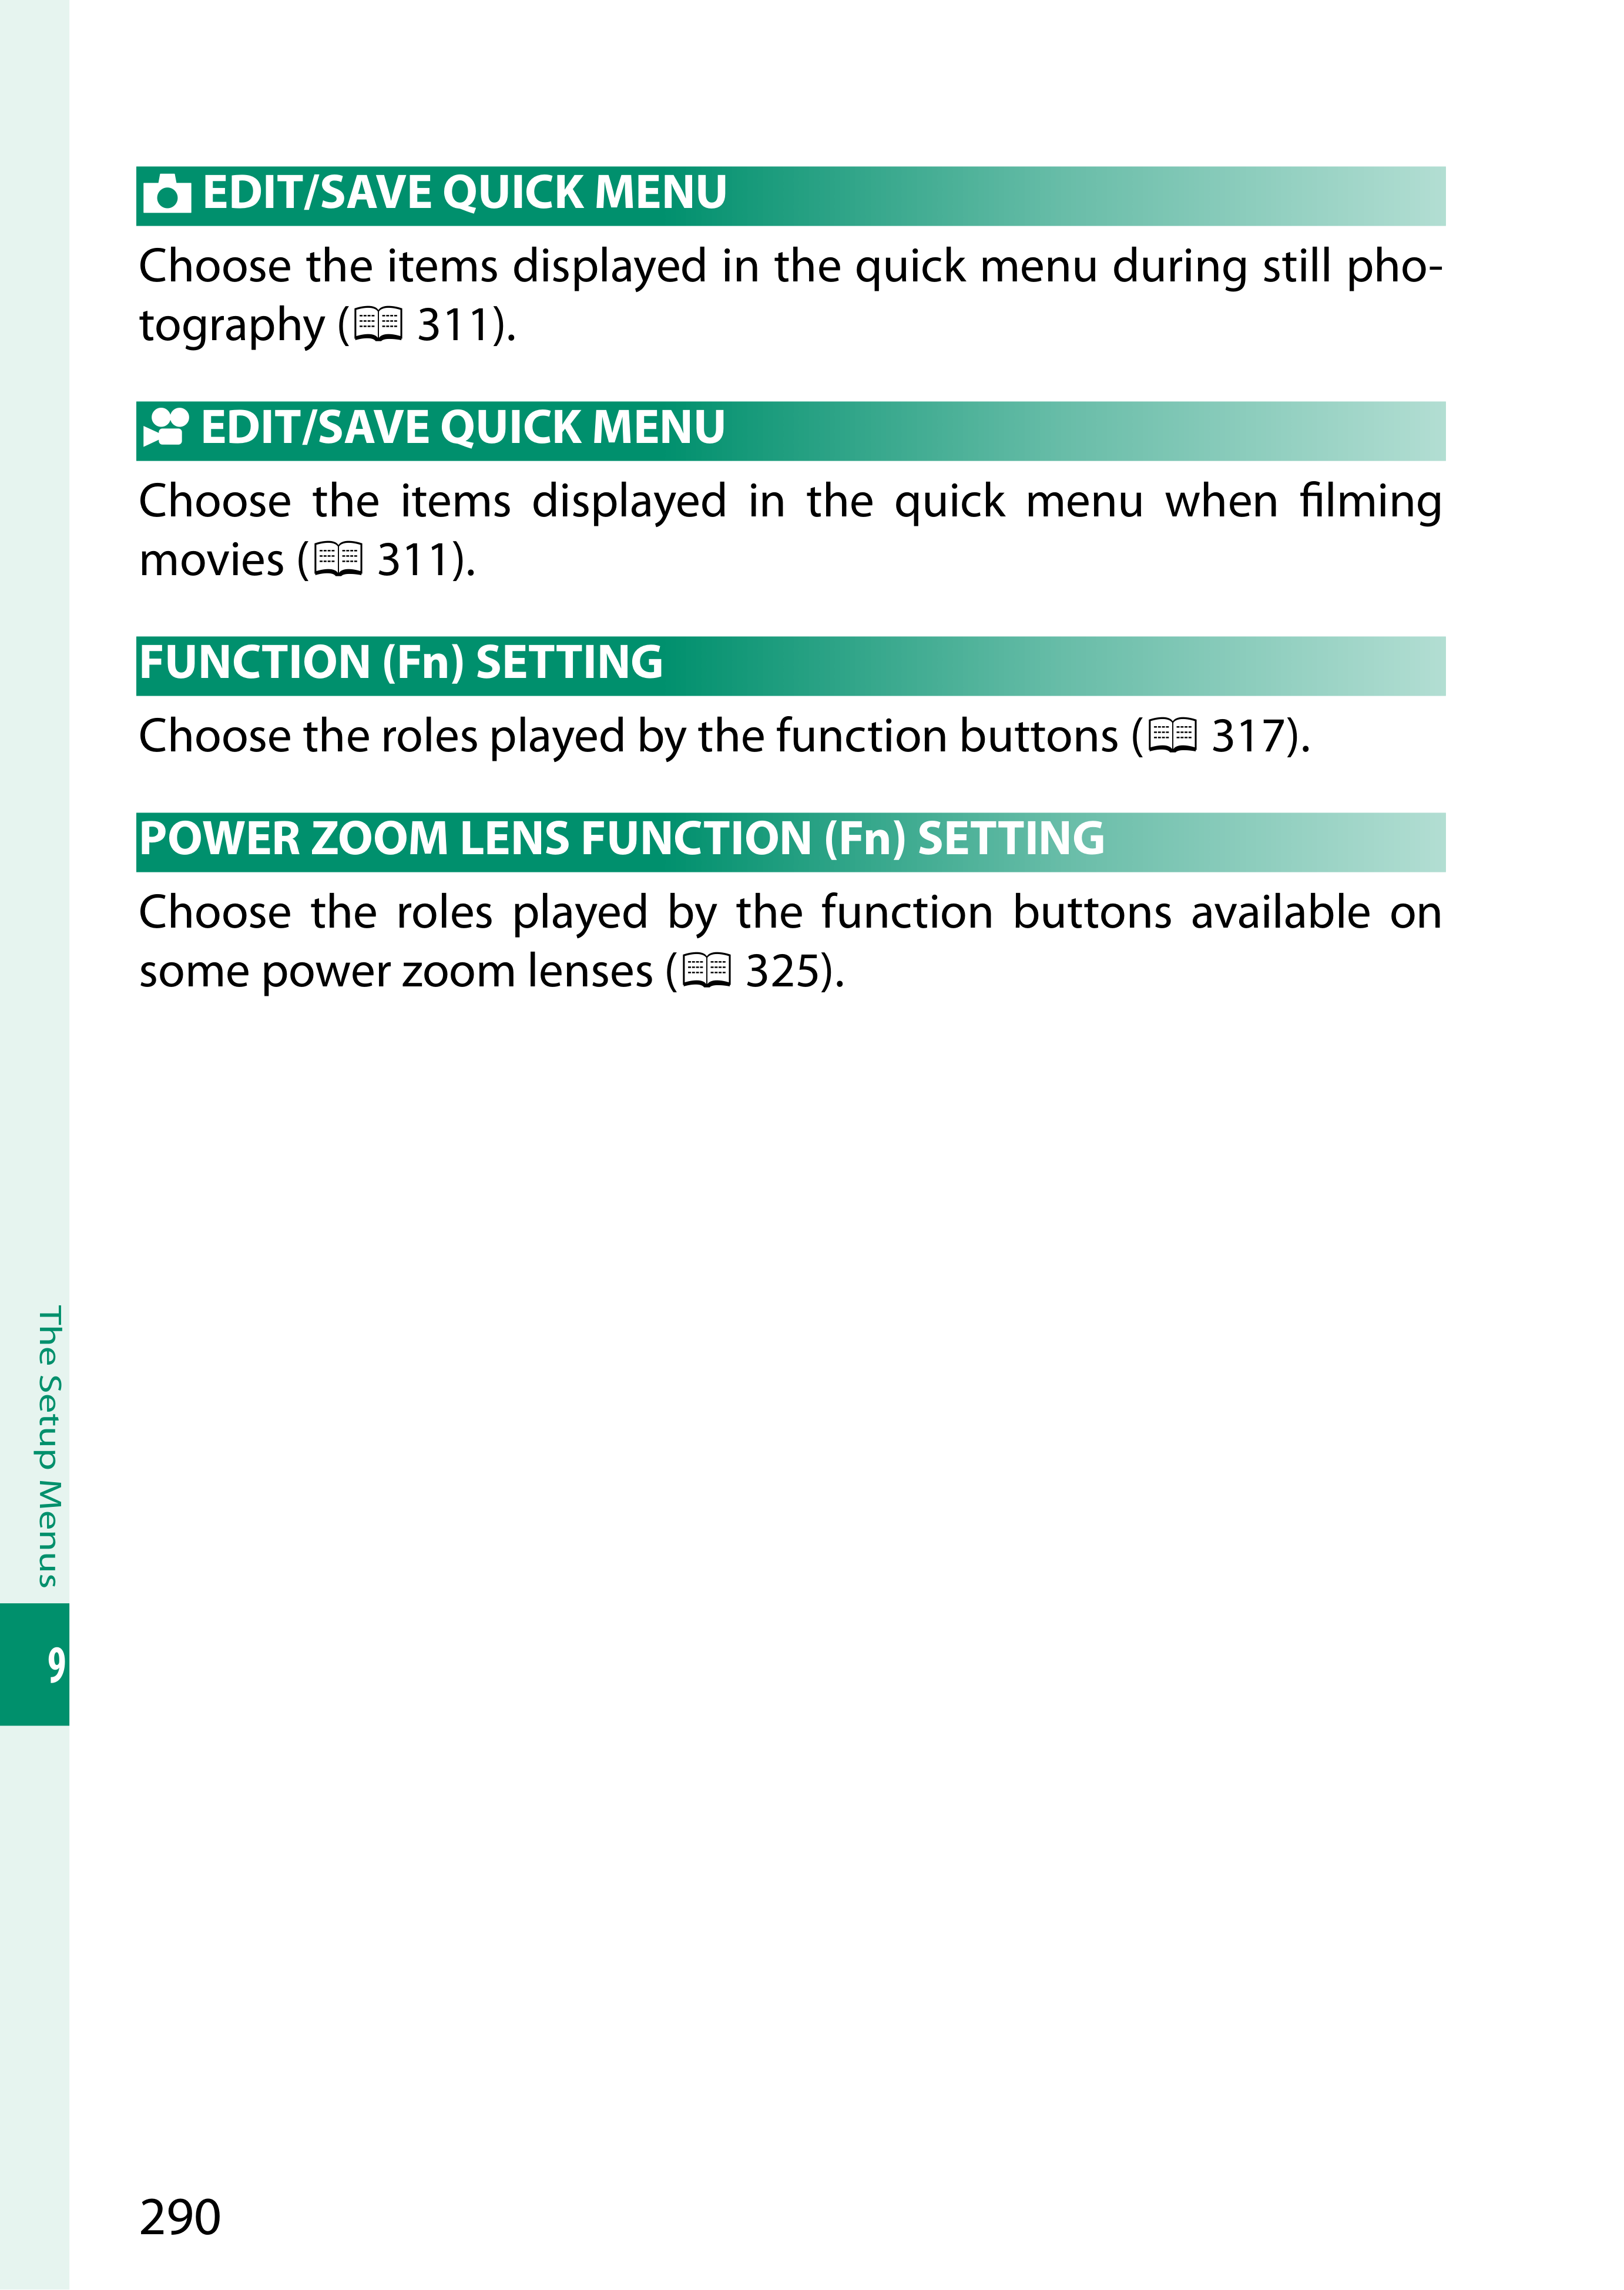 EDIT/SAVE QUICK MENU
Choose the items displayed in the quick menu during still pho-
tography ( 311).
EDIT/SAVE QUICK MENU
Choose the items displayed in the quick menu when filming
movies ( 311).
FUNCTION (Fn) SETTING
Choose the roles played by the function buttons ( 317).
POWER ZOOM LENS FUNCTION (Fn) SETTING
Choose the roles played by the function buttons available on
some power zoom lenses ( 325).
The Setup Menus
9
290